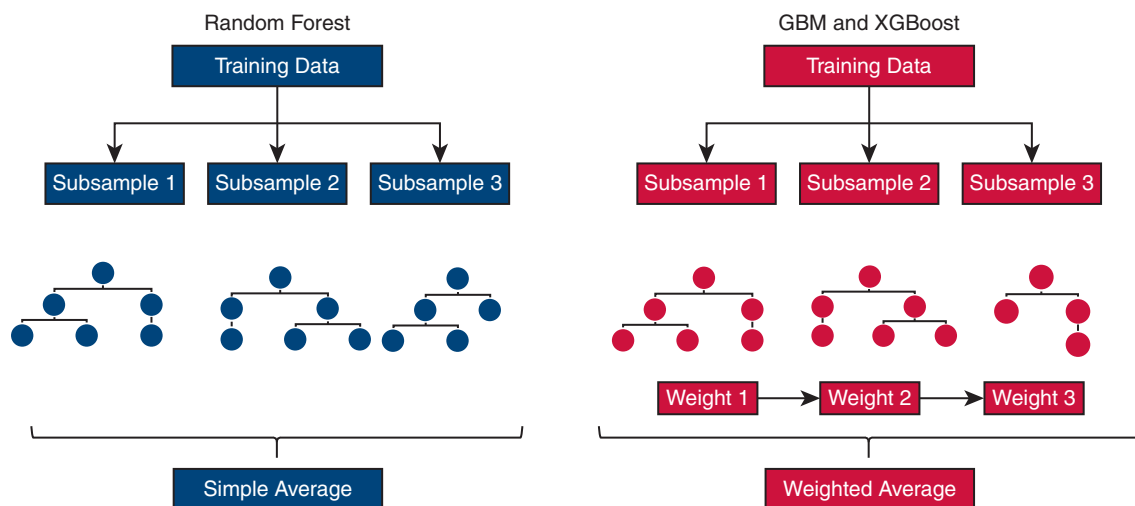 Random Forest
Training Data
Subsample 1
Subsample 2
Subsample 3
Simple Average
GBM and XGBoost
Training Data
Subsample 1
Subsample 2
Subsample 3
Weight 1
Weight 2
Weight 3
Weighted Average